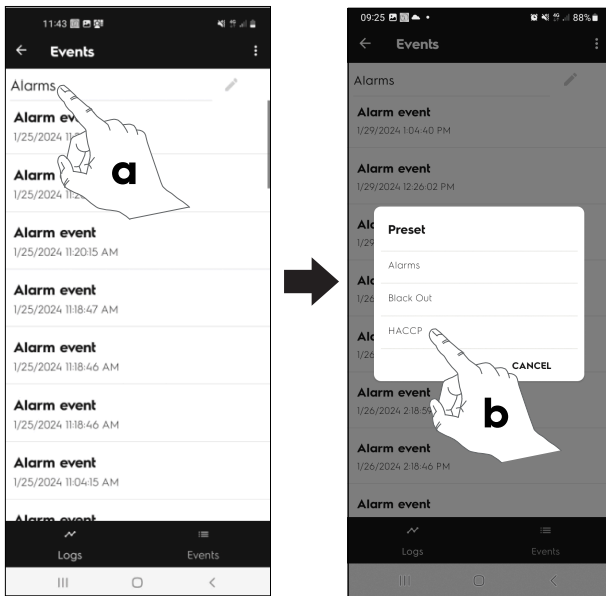 11:43
Events
Alarms
Alarm
1/25/2024
Alarm
1/25/2024
Alarm event
1/25/2024 11:20:15 AM
Alarm event
1/25/2024 11:18:47 AM
Alarm event
1/25/2024 11:18:46 AM
Alarm event
1/25/2024 11:18:46 AM
Alarm event
1/25/2024 11:04:15 AM
Alarm event
Logs
Events
a
09:25
88%
Events
Alarms
Alarm event
1/29/2024 1:04:40 PM
Alarm event
1/29/2024 12:26:02 PM
Preset
Alarms
Black Out
HACCP
CANCEL
Alarm event
1/26/2024 2:18:59
Alarm event
1/26/2024 2:18:46 PM
Alarm event
Logs
Events
b